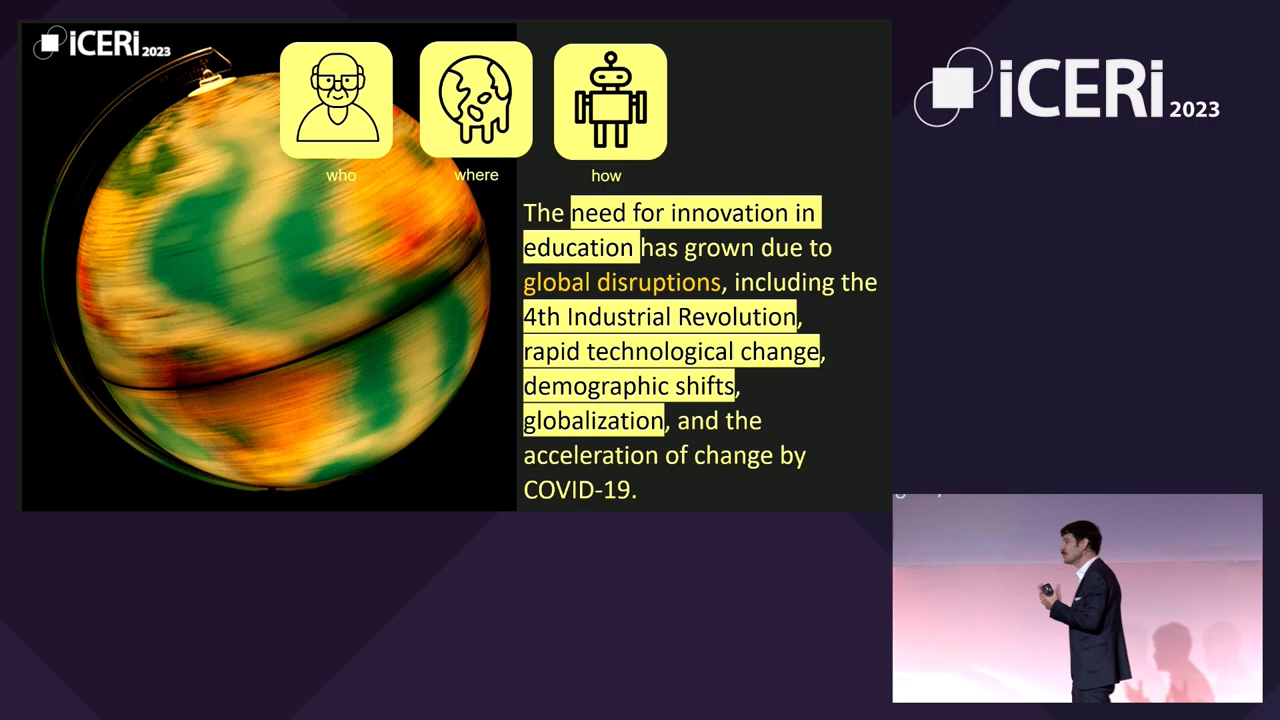 iCERi 2023
iCERi 2023
who
where
how
The need for innovation in
education has grown due to
global disruptions, including the
4th Industrial Revolution,
rapid technological change,
demographic shifts,
globalization, and the
acceleration of change by
COVID-19.